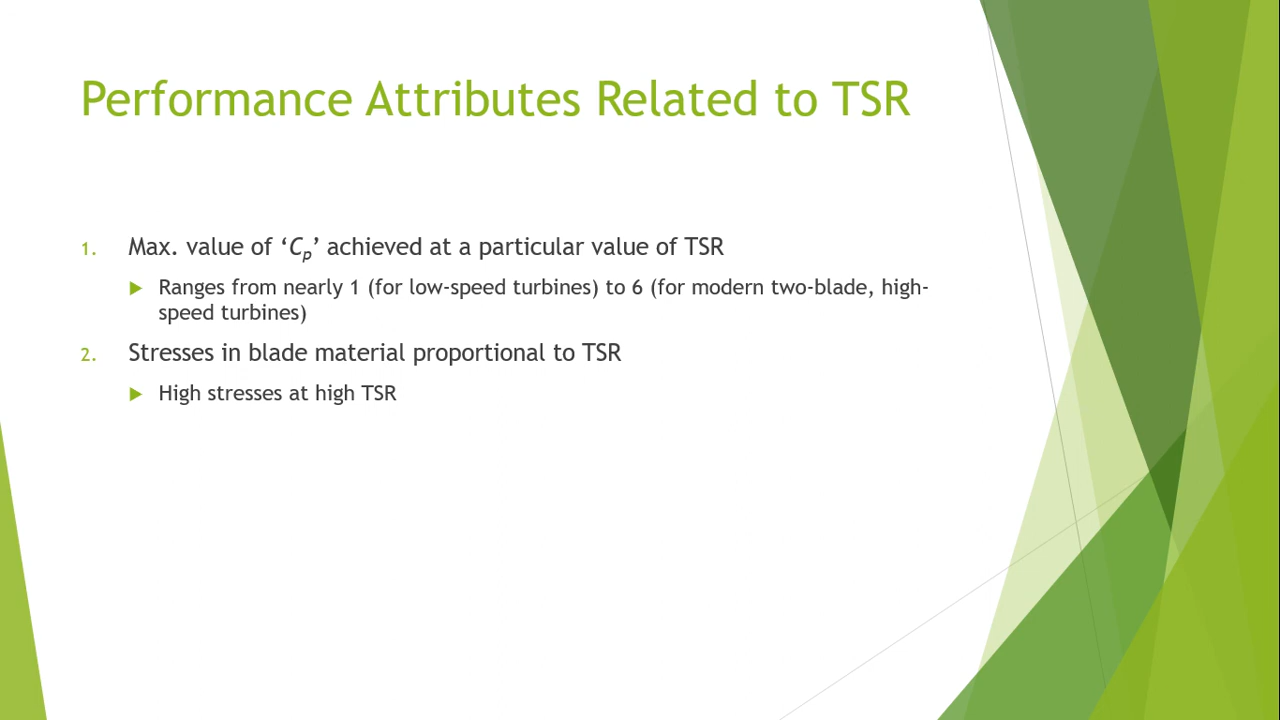 Performance Attributes Related to TSR
1. Max. value of ‘Cp’ achieved at a particular value of TSR
Ranges from nearly 1 (for low-speed turbines) to 6 (for modern two-blade, high-
speed turbines)
2. Stresses in blade material proportional to TSR
High stresses at high TSR